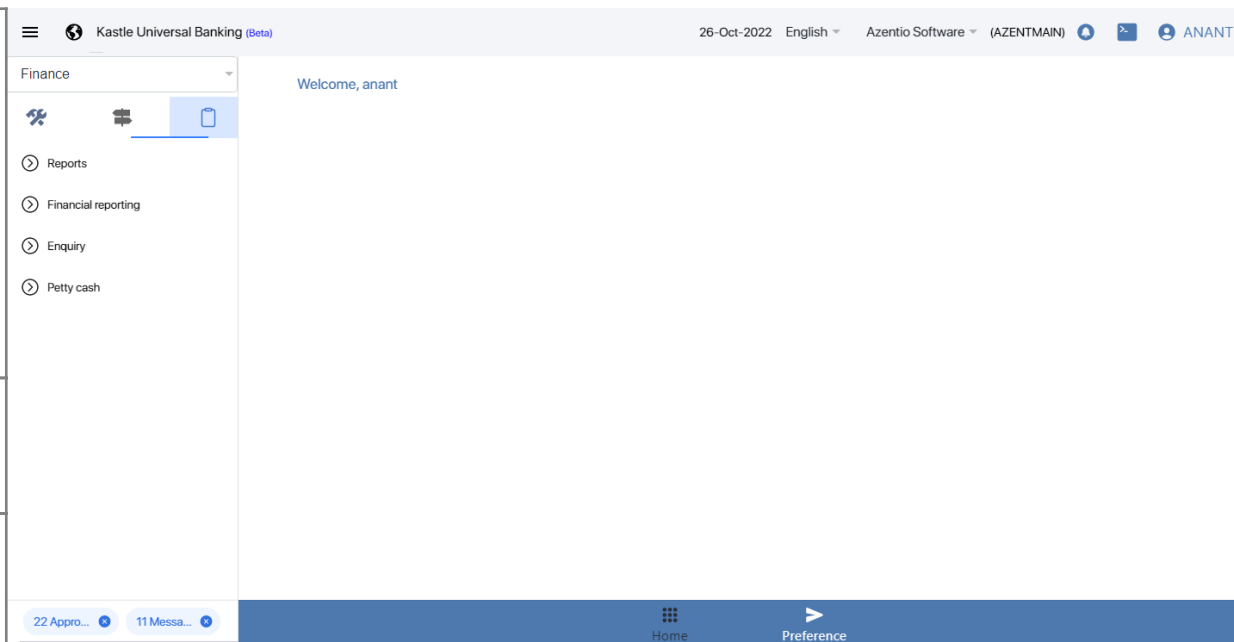 Kastle Universal Banking (Beta)
26-Oct-2022 English Azentio Software (AZENTMAIN) ANANT
Finance
Welcome, anant
Reports
Financial reporting
Enquiry
Petty cash
22 Appro... 11 Messa...
Home Preference